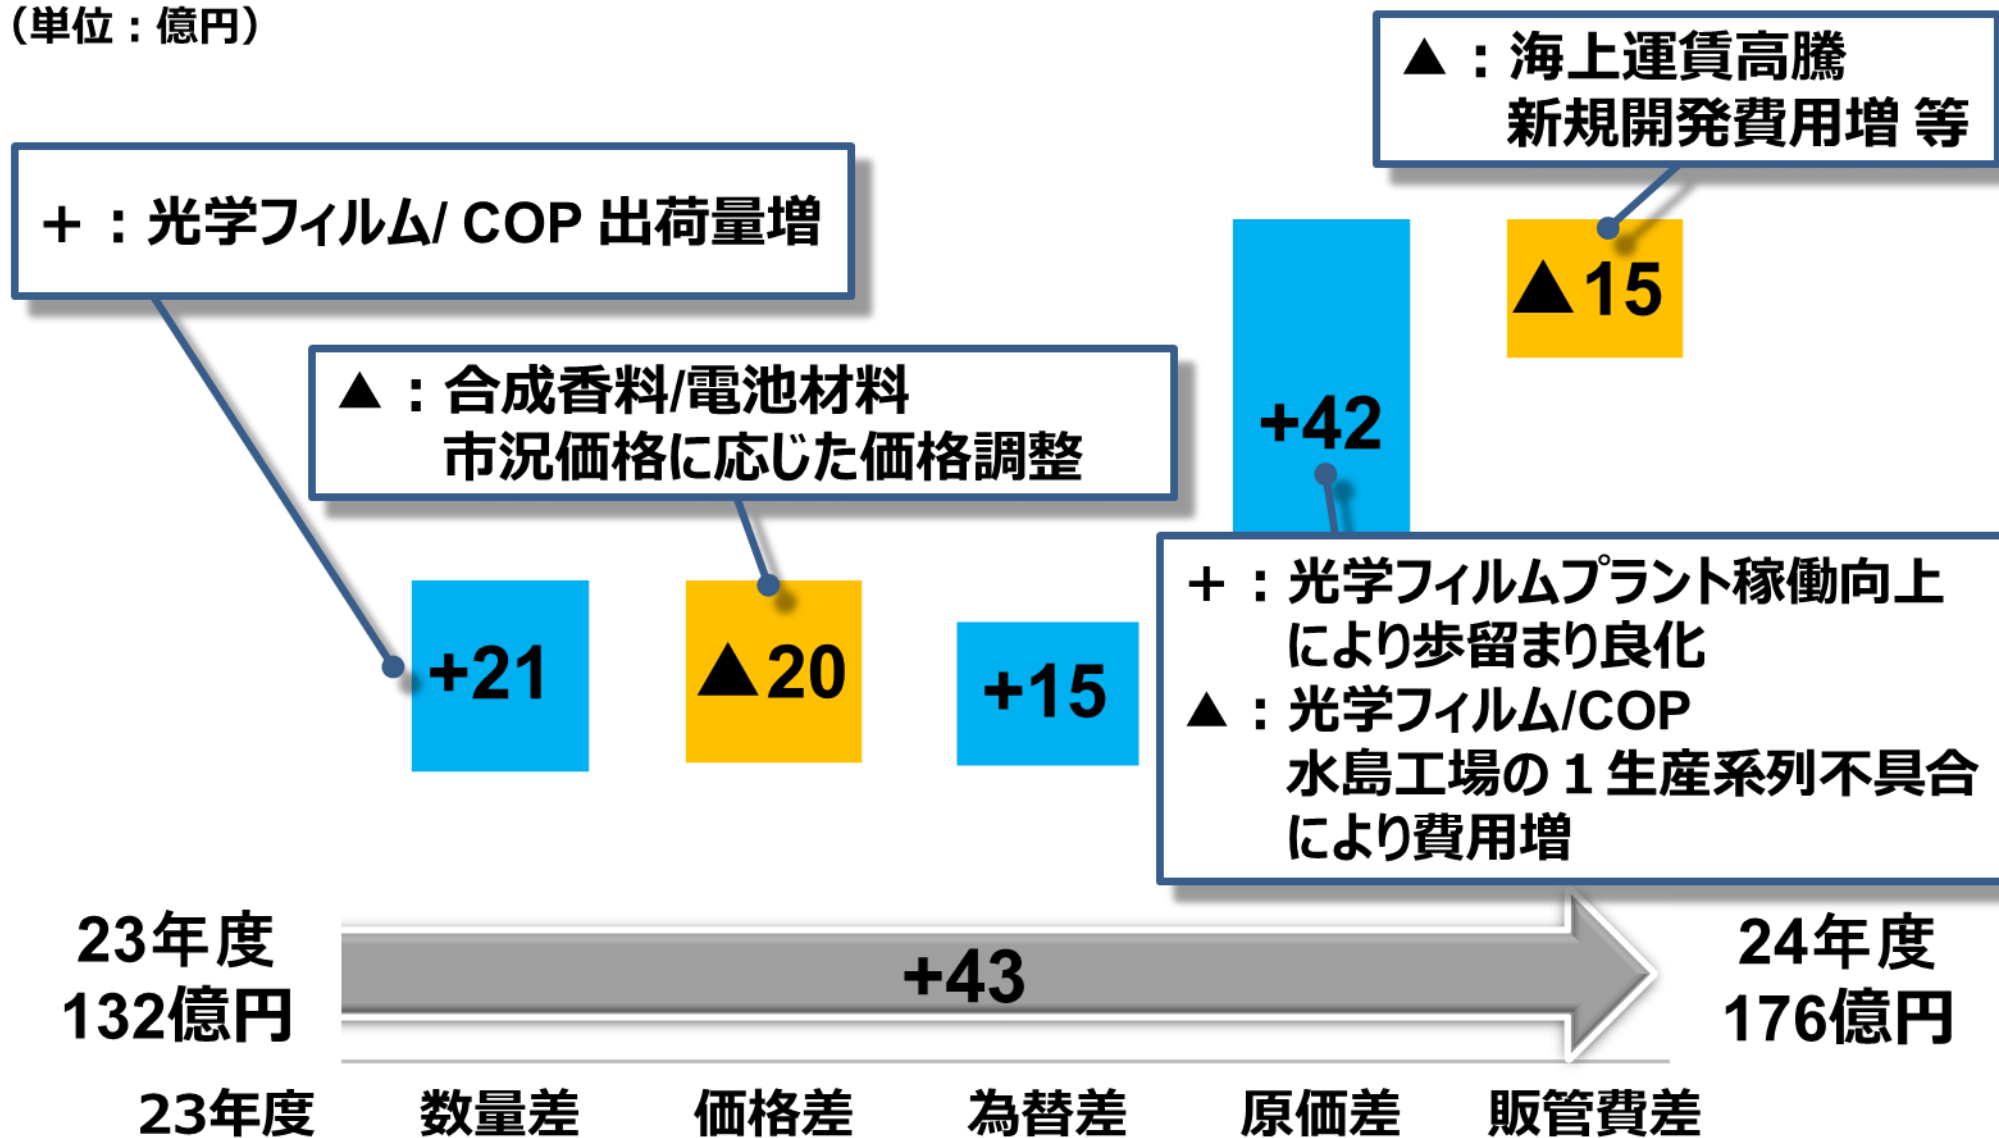 （単位：億円）
▲：海上運賃高騰
新規開発費用増 等
＋：光学フィルム/ COP 出荷量増
▲：合成香料/電池材料
市況価格に応じた価格調整
+21
▲20
+15
+42
▲15
＋：光学フィルムプラント稼働向上
により歩留まり良化
▲：光学フィルム/COP
水島工場の１生産系列不具合
により費用増
23年度
132億円
+43
24年度
176億円
23年度 数量差 価格差 為替差 原価差 販管費差